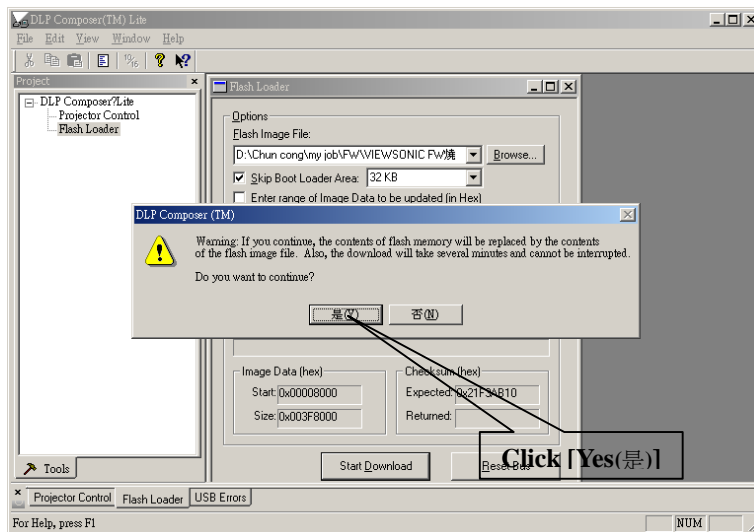 DLP Composer(TM) Lite
File Edit View Window Help
Project
DLP Composer?Lite
Projector Control
Flash Loader
Tools
Flash Loader
Options
Flash Image File:
D:\Chun cong\my job\FW\VIEWSONIC FW\燒
Browse...
Skip Boot Loader Area: 32 KB
Enter range of Image Data to be updated (in Hex)
DLP Composer (TM)
Warning: If you continue, the contents of flash memory will be replaced by the contents
of the flash image file. Also, the download will take several minutes and cannot be interrupted.
Do you want to continue?
是(Y) 否(N)
Image Data (hex)
Start: 0x00008000
Size: 0x003F8000
Checksum (hex)
Expected: 0x21F3AB10
Returned:
Start Download Reset Bus
Click [Yes(是)]
Projector Control Flash Loader USB Errors
For Help, press F1
NUM